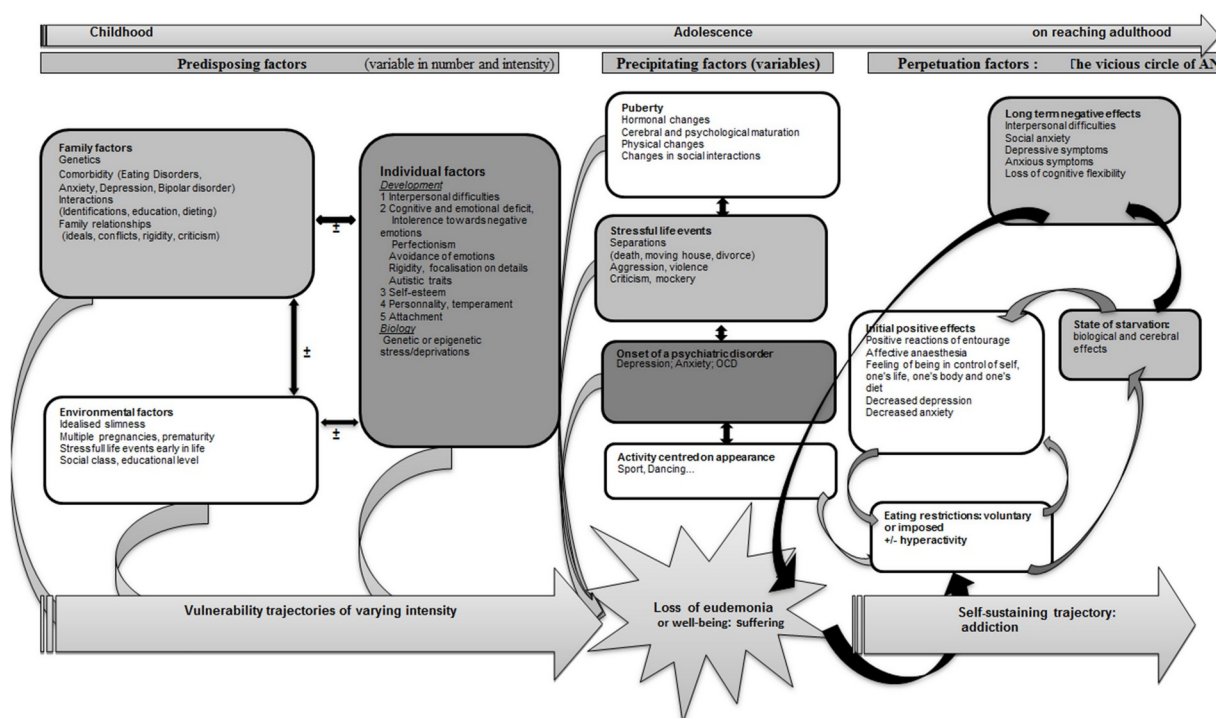 Childhood
Adolescence
on reaching adulthood
Predisposing factors (variable in number and intensity)
Precipitating factors (variables)
Perpetuation factors : The vicious circle of AN
Family factors
Genetics
Comorbidity (Eating Disorders,
Anxiety, Depression, Bipolar disorder)
Interactions
(Identifications, education, dieting)
Family relationships
(ideals, conflicts, rigidity, criticism)
±
±
±
Environmental factors
Idealised slimness
Multiple pregnancies, prematurity
Stressfull life events early in life
Social class, educational level
Individual factors
Development
1 Interpersonal difficulties
2 Cognitive and emotional deficit,
Intolerence towards negative
emotions
Perfectionism
Avoidance of emotions
Rigidity, focalisation on details
Autistic traits
3 Self-esteem
4 Personnality, temperament
5 Attachment
Biology
Genetic or epigenetic
stress/deprivations
Puberty
Hormonal changes
Cerebral and psychological maturation
Physical changes
Changes in social interactions
Stressful life events
Separations
(death, moving house, divorce)
Aggression, violence
Criticism, mockery
Onset of a psychiatric disorder
Depression; Anxiety; OCD
Activity centred on appearance
Sport, Dancing...
Long term negative effects
Interpersonal difficulties
Social anxiety
Depressive symptoms
Anxious symptoms
Loss of cognitive flexibility
Initial positive effects
Positive reactions of entourage
Affective anaesthesia
Feeling of being in control of self,
one's life, one's body and one's
diet
Decreased depression
Decreased anxiety
State of starvation:
biological and cerebral
effects
Eating restrictions: voluntary
or imposed
+/- hyperactivity
Vulnerability trajectories of varying intensity
Loss of eudemonia
or well-being: suffering
Self-sustaining trajectory:
addiction